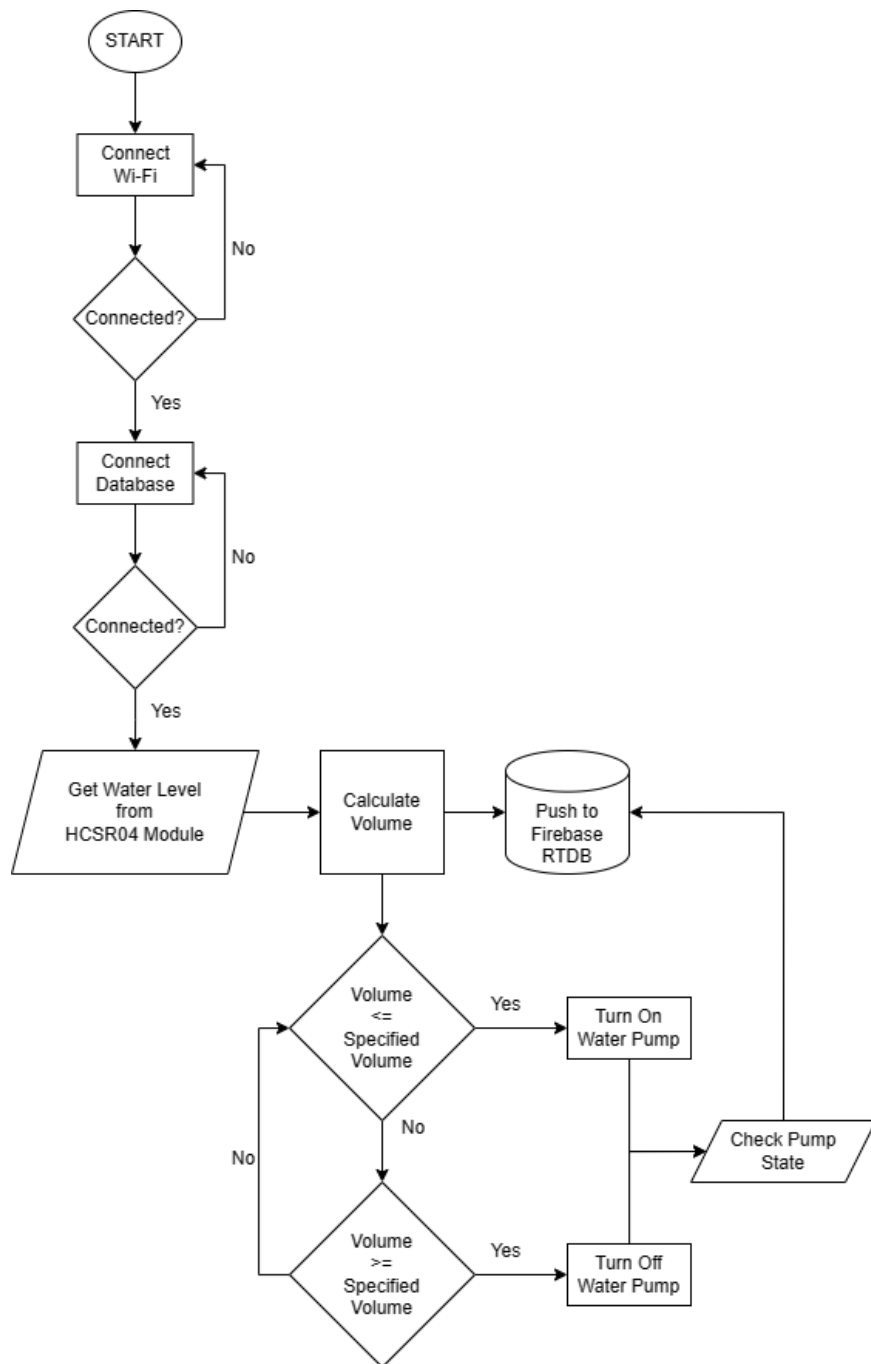 START
Connect
Wi-Fi
No
Connected?
Yes
Connect
Database
No
Connected?
Yes
Get Water Level
from
HCSR04 Module
Calculate
Volume
Push to
Firebase
RTDB
Volume
<=
Specified
Volume
Yes
Turn On
Water Pump
No
No
Check Pump
State
Volume
>=
Specified
Volume
Yes
Turn Off
Water Pump